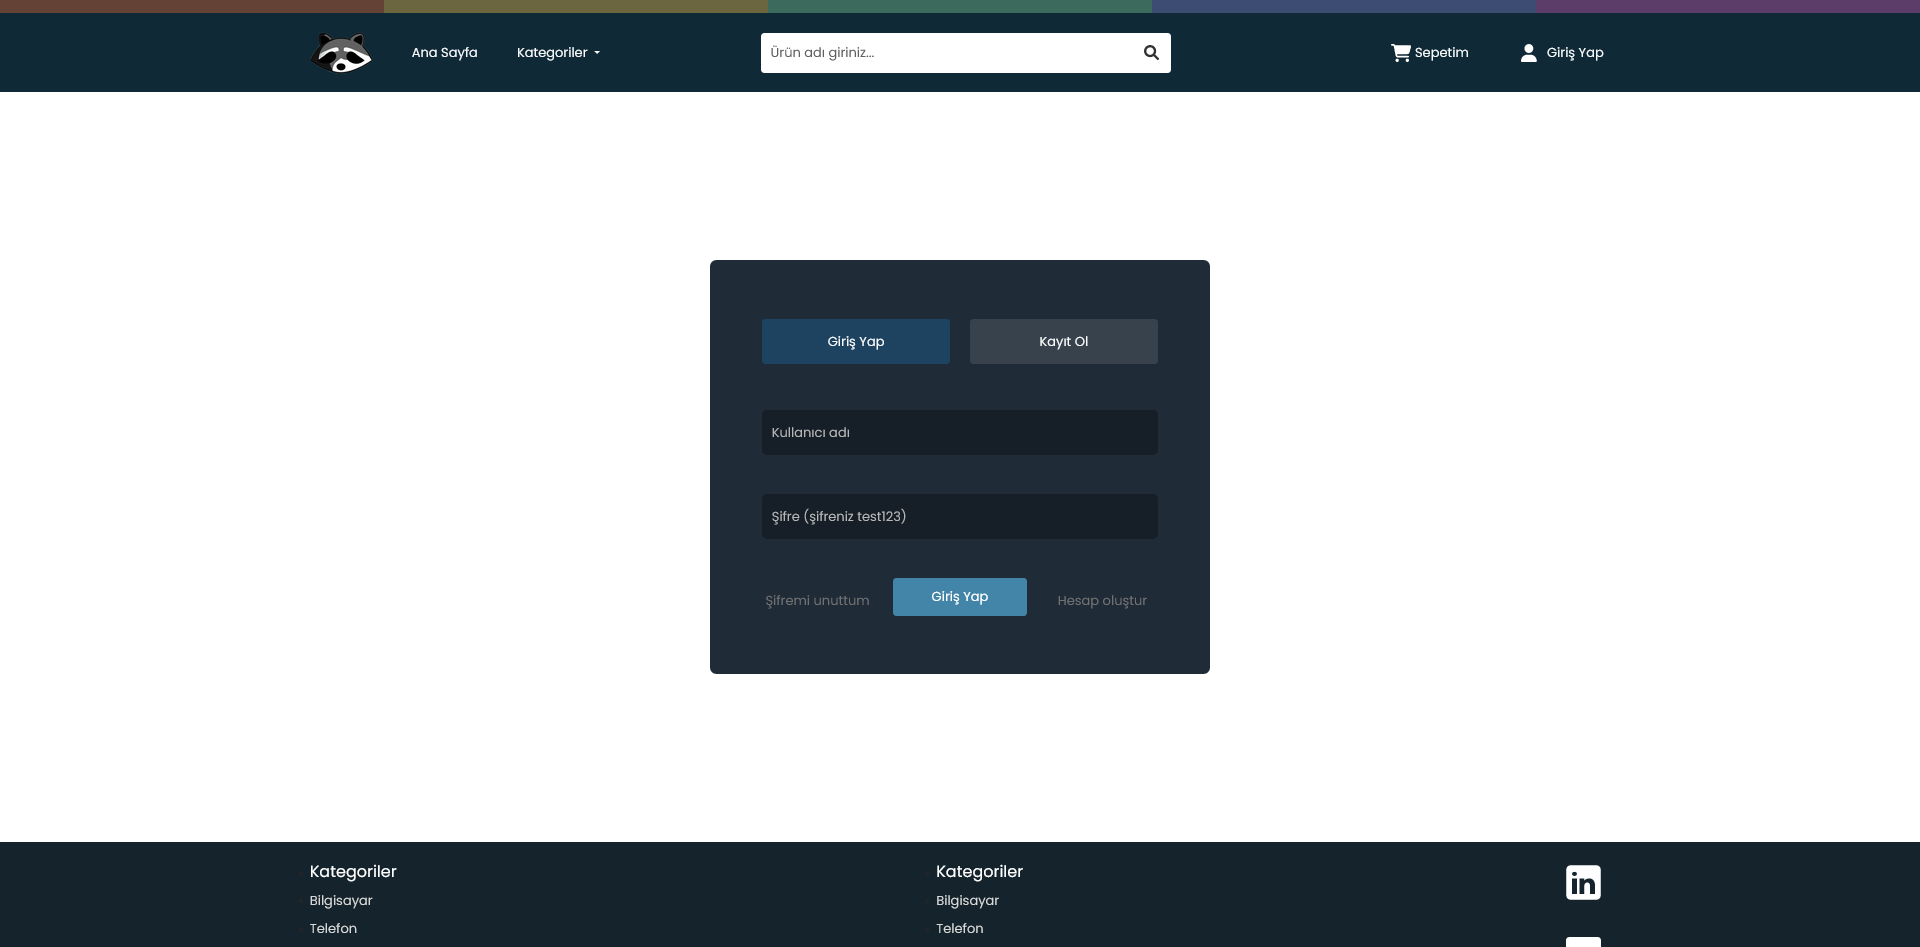 Ana Sayfa
Kategoriler
Ürün adı giriniz...
Sepetim
Giriş Yap
Giriş Yap
Kayıt Ol
Kullanıcı adı
Şifre (şifreniz test123)
Şifremi unuttum
Giriş Yap
Hesap oluştur
Kategoriler
Bilgisayar
Telefon
Kategoriler
Bilgisayar
Telefon
in